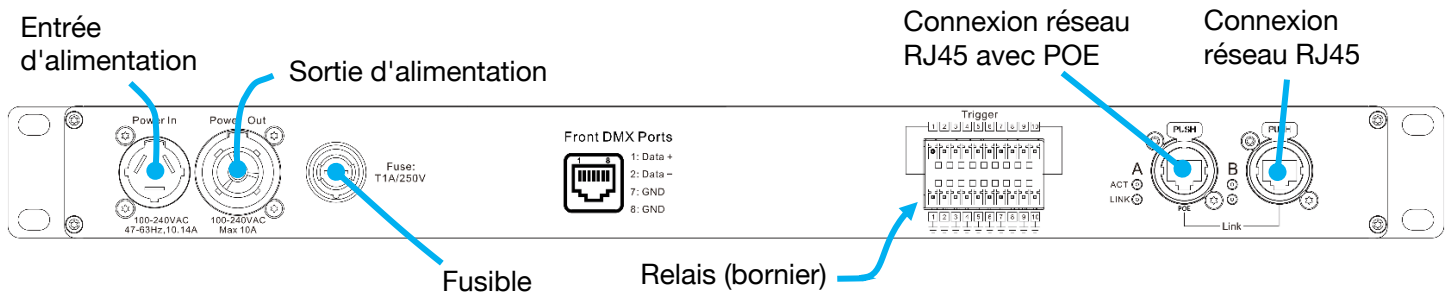 Entrée
d'alimentation
Sortie d'alimentation
Connexion réseau
RJ45 avec POE
Connexion
réseau RJ45
Power In
Power Out
100-240VAC
47-63Hz,10.14A
100-240VAC
Max 10A
Fuse:
T1A/250V
Front DMX Ports
1 8
1: Data +
2: Data –
7: GND
8: GND
Trigger
1 2 3 4 5 6 7 8 9 10
1 2 3 4 5 6 7 8 9 10
PUSH
PUSH
A
B
ACT
LINK
POE
Link
Fusible
Relais (bornier)